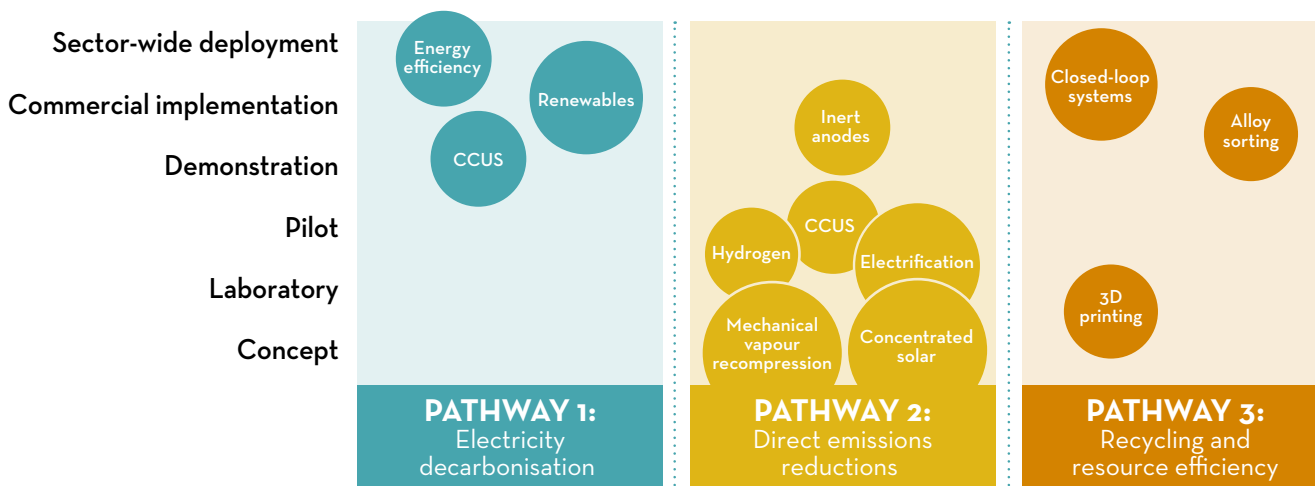 Sector-wide deployment
Commercial implementation
Demonstration
Pilot
Laboratory
Concept
Energy
efficiency
Renewables
CCUS
PATHWAY 1:
Electricity
decarbonisation
Inert
anodes
CCUS
Hydrogen
Electrification
Mechanical
vapour
recompression
Concentrated
solar
PATHWAY 2:
Direct emissions
reductions
Closed-loop
systems
Alloy
sorting
3D
printing
PATHWAY 3:
Recycling and
resource efficiency